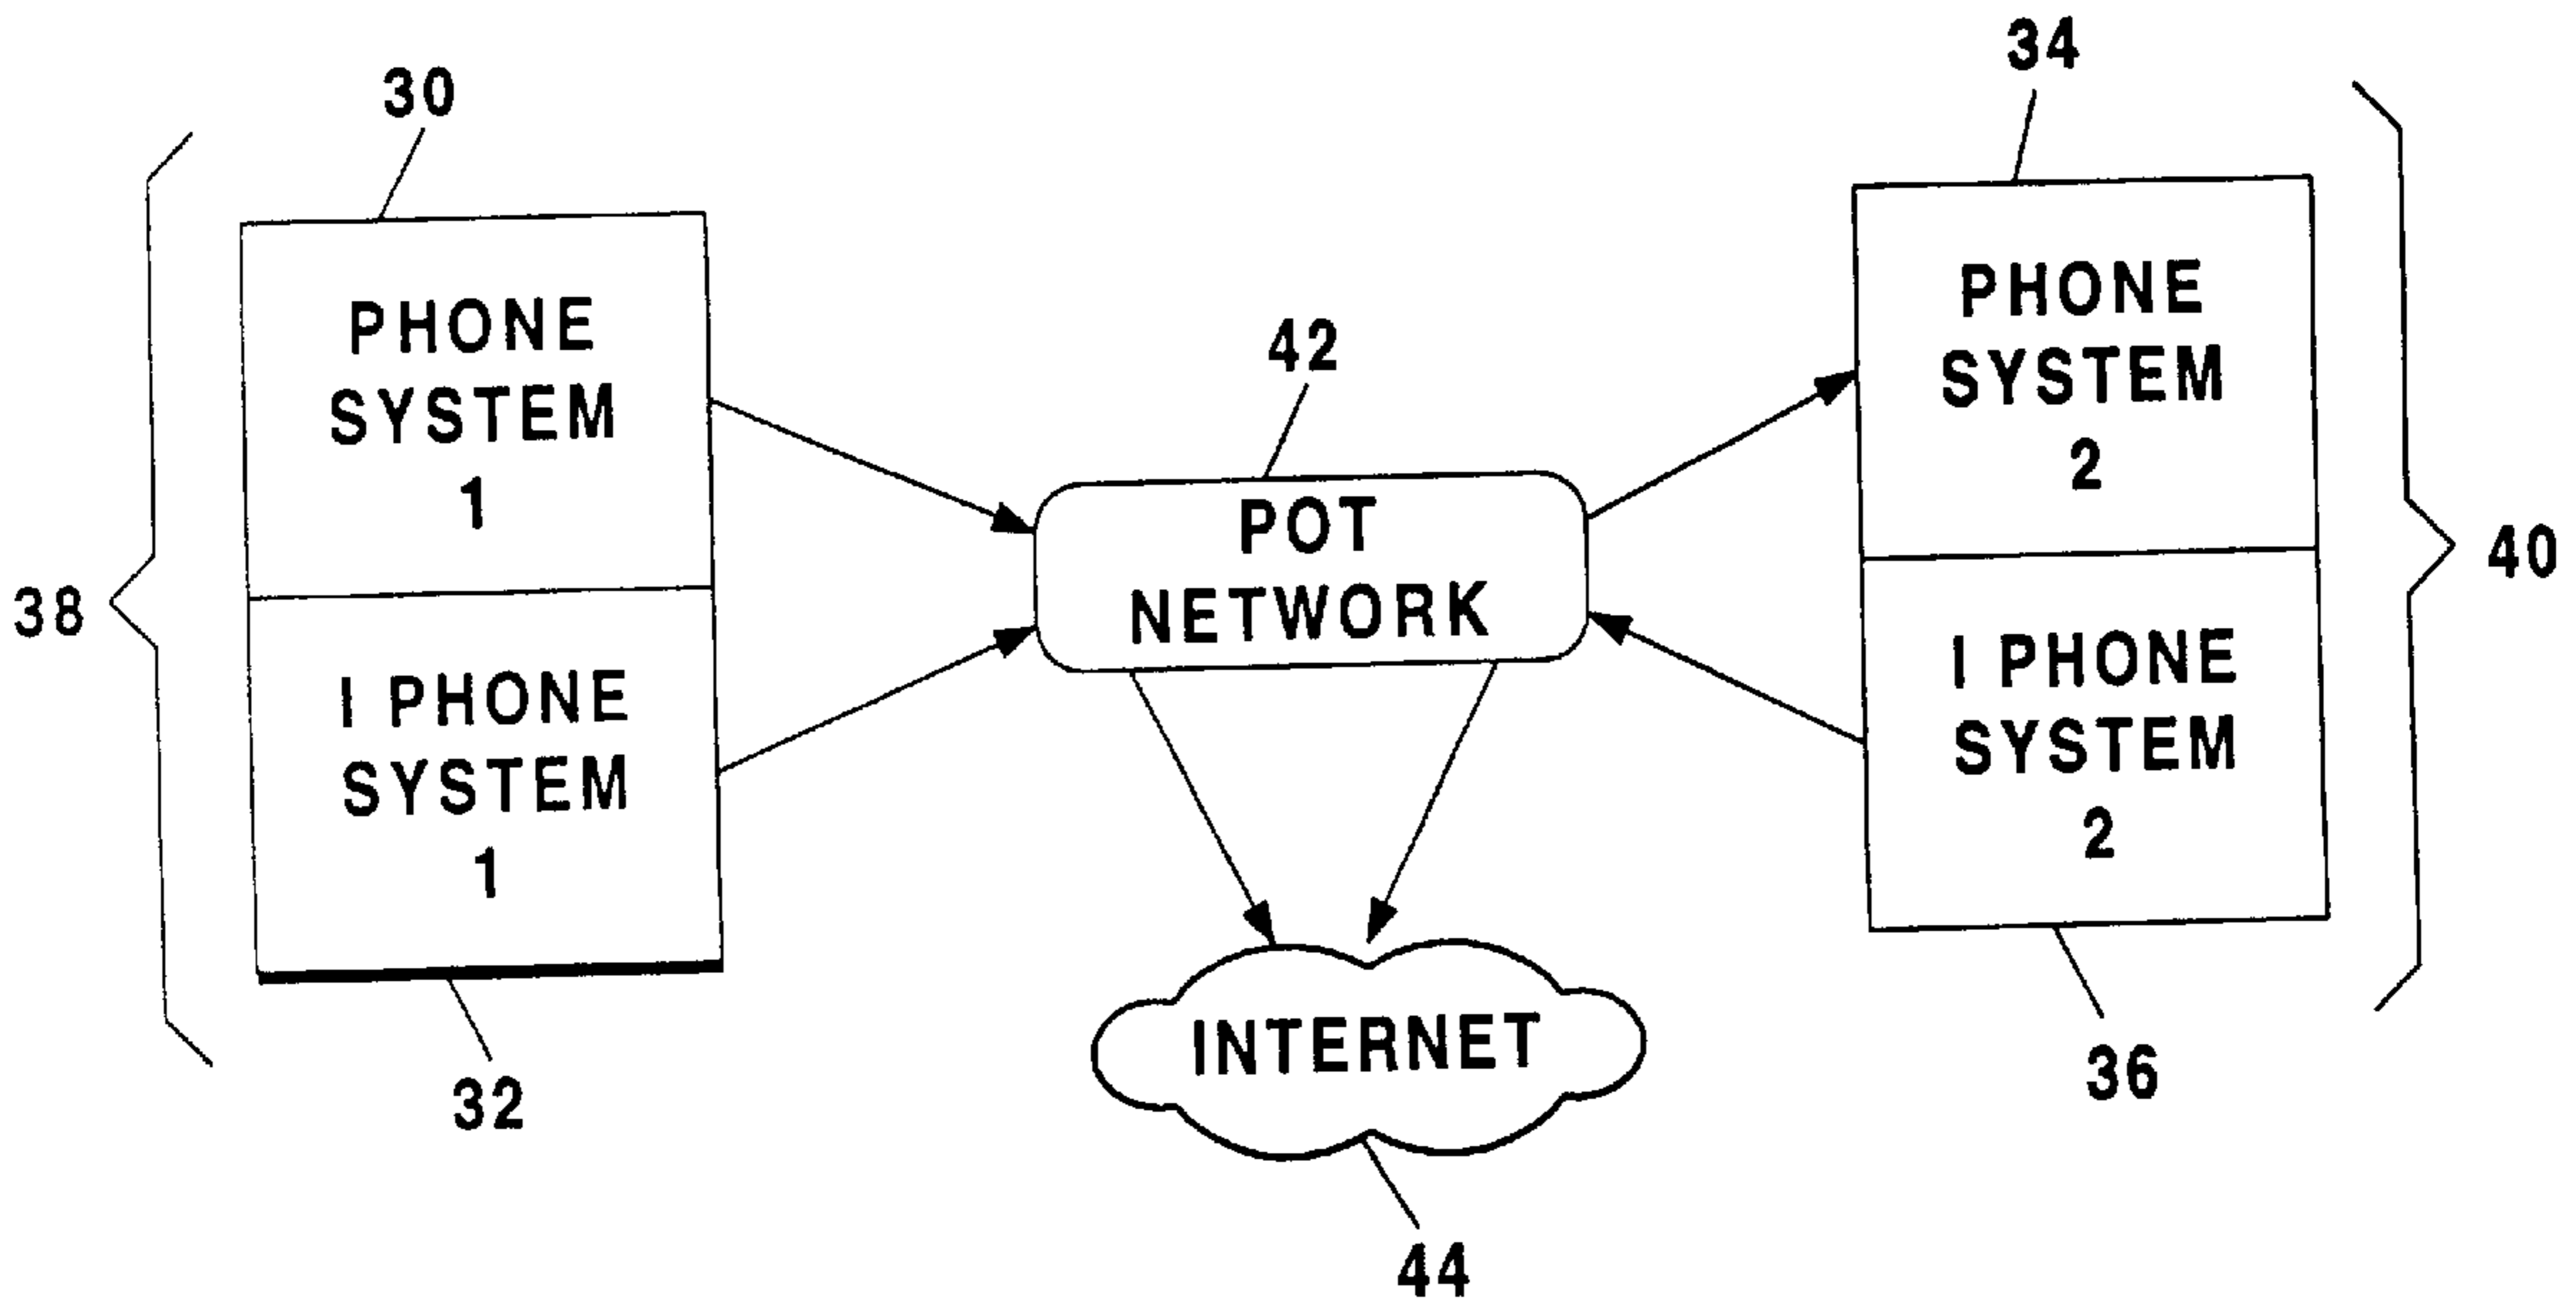 30
34
PHONE
SYSTEM
1
PHONE
SYSTEM
2
42
POT
NETWORK
38
40
I PHONE
SYSTEM
1
I PHONE
SYSTEM
2
INTERNET
32
36
44